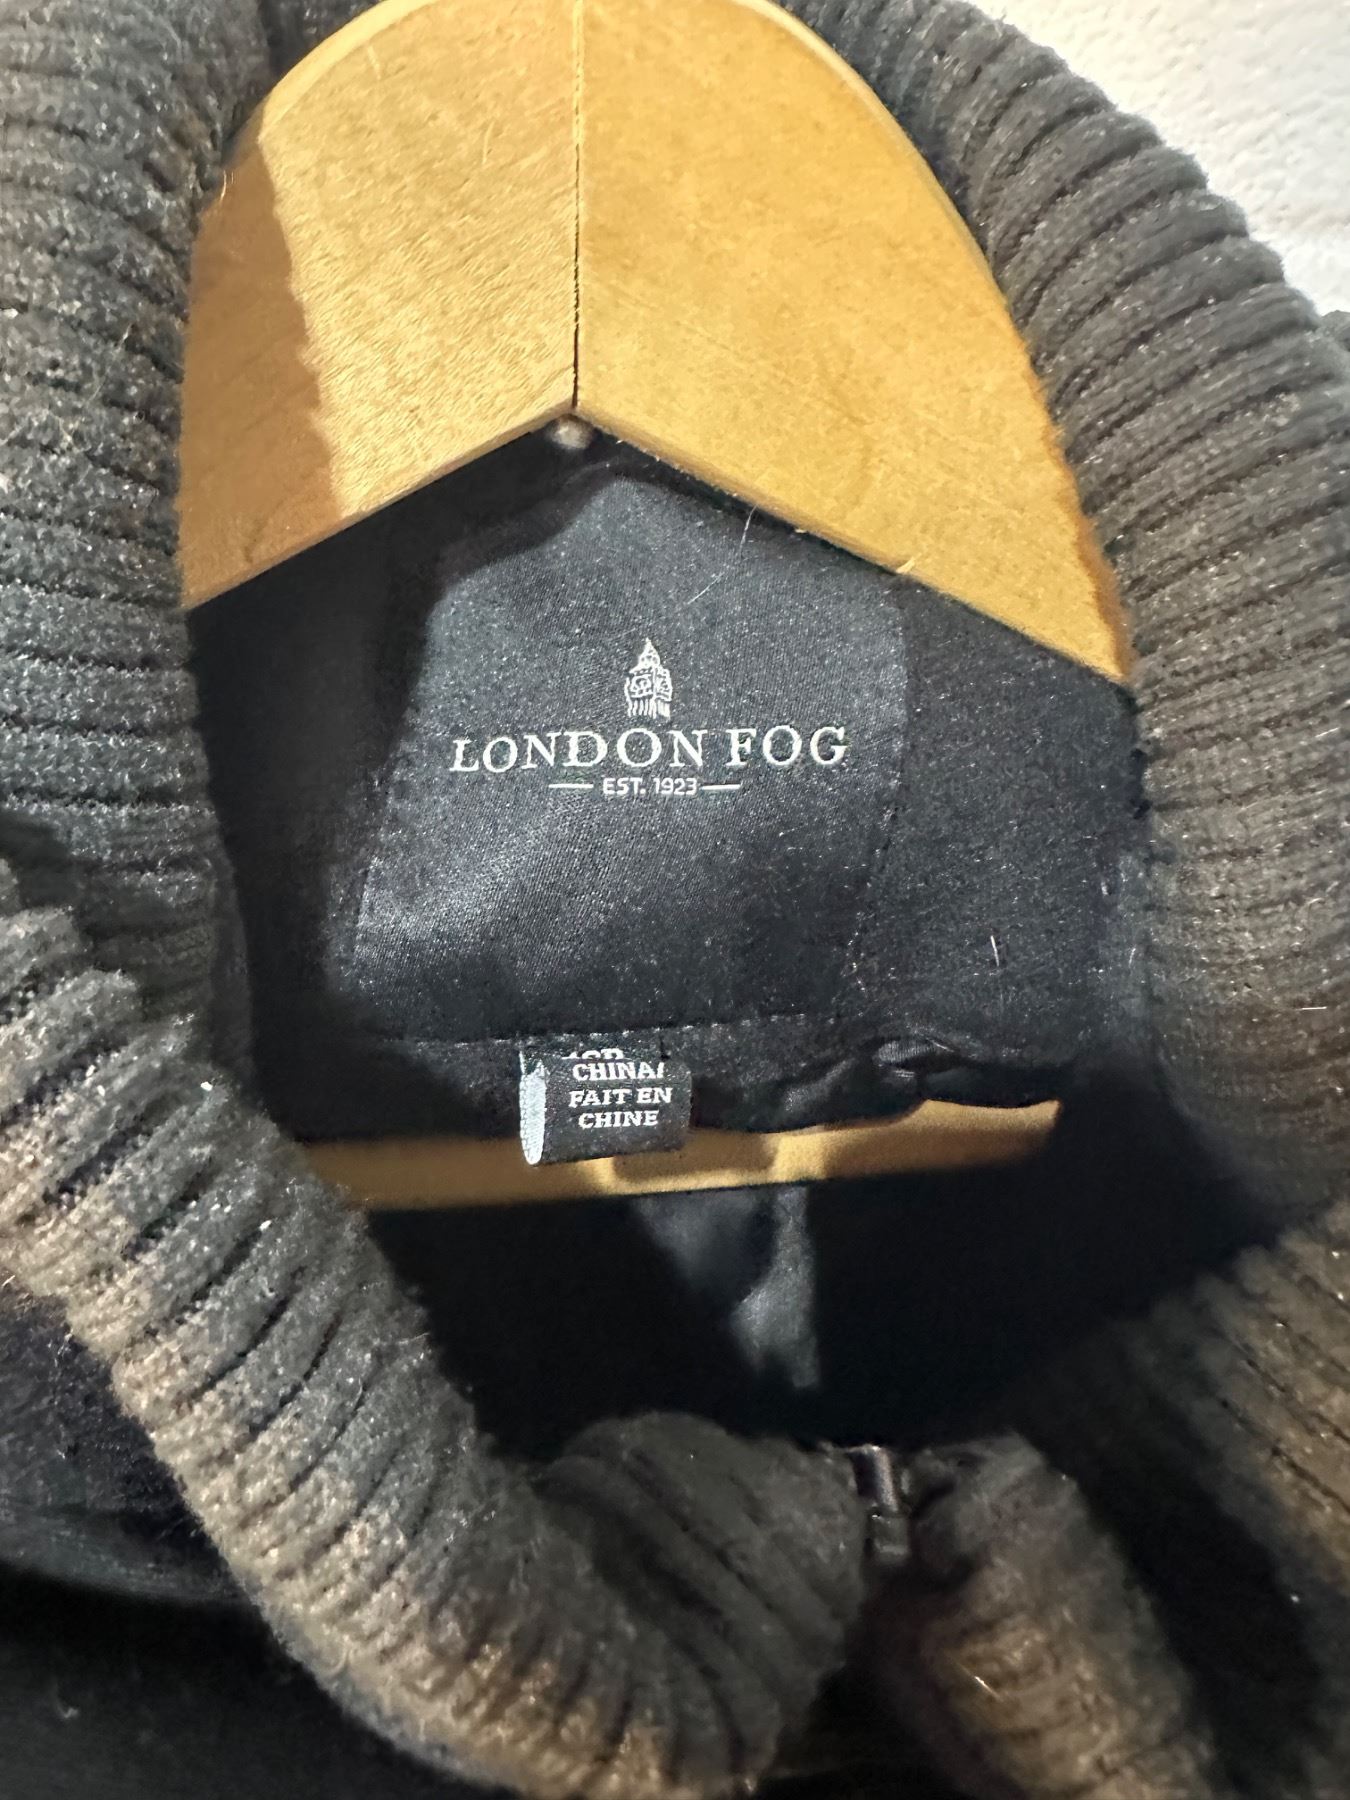 LONDON FOG
EST. 1923
CHINA/
FAIT EN
CHINE